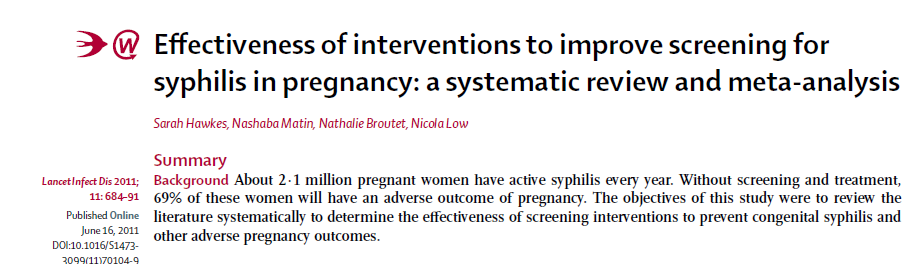 W
Effectiveness of interventions to improve screening for
syphilis in pregnancy: a systematic review and meta-analysis
Sarah Hawkes, Nashaba Matin, Nathalie Broutet, Nicola Low
Summary
Background About 2·1 million pregnant women have active syphilis every year. Without screening and treatment,
69% of these women will have an adverse outcome of pregnancy. The objectives of this study were to review the
literature systematically to determine the effectiveness of screening interventions to prevent congenital syphilis and
other adverse pregnancy outcomes.
Lancet Infect Dis 2011;
11: 684–91
Published Online
June 16, 2011
DOI:10.1016/S1473-
3099(11)70104-9